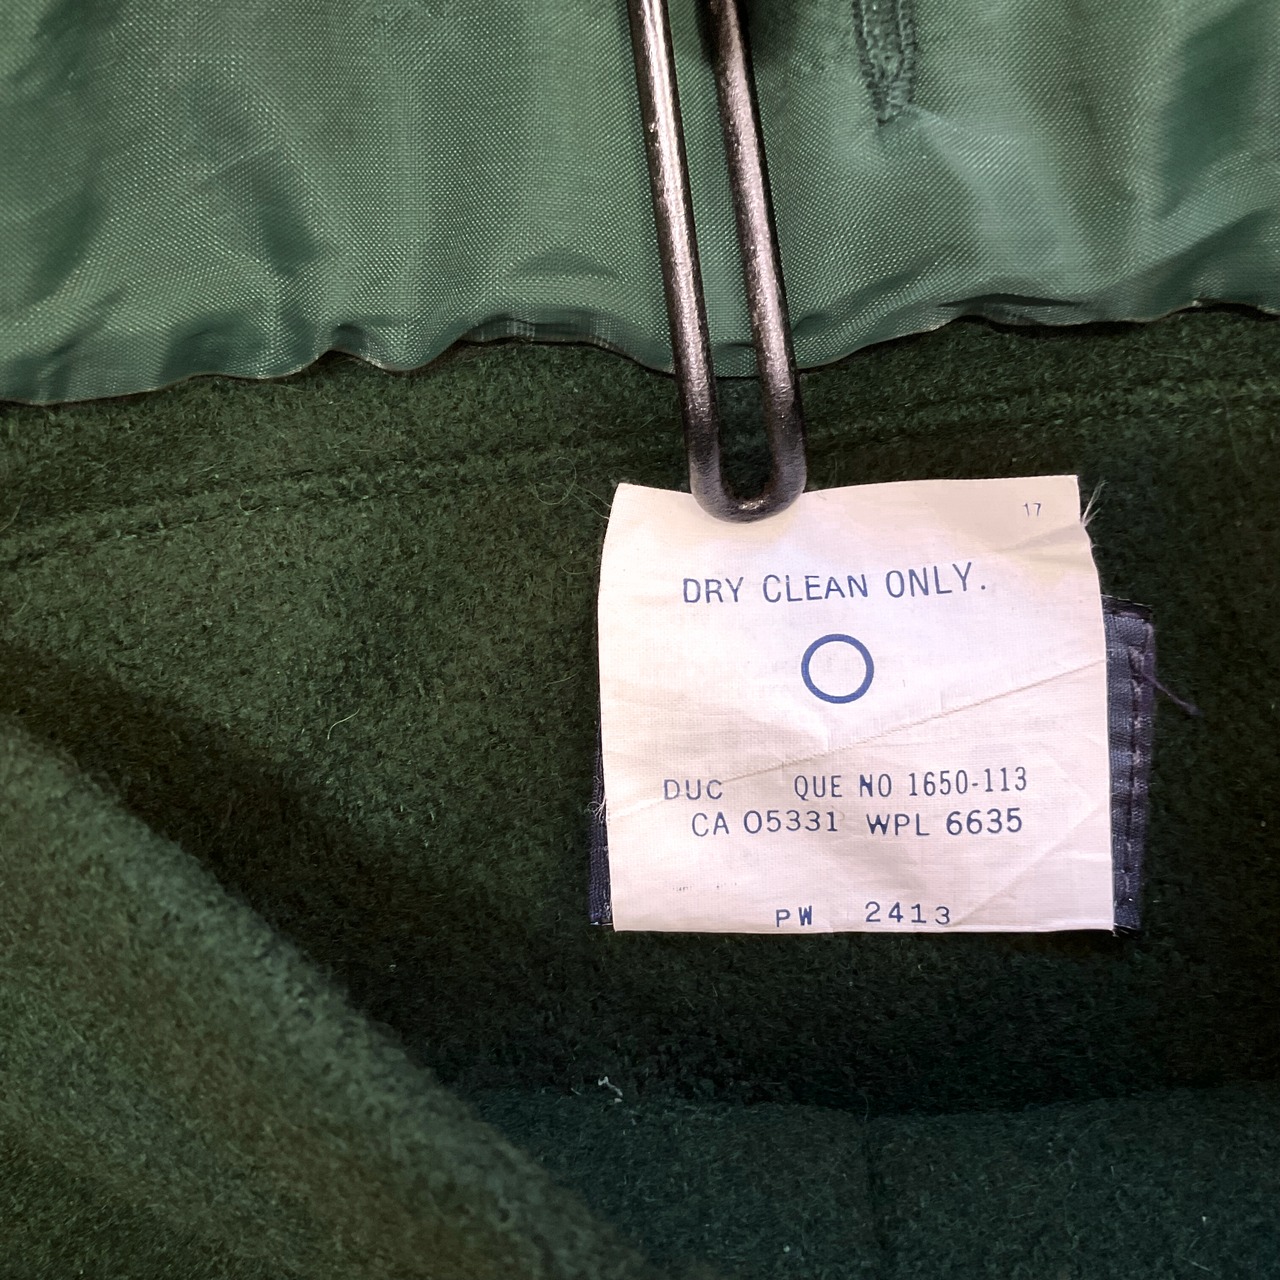 17
DRY CLEAN ONLY.
DUC QUE NO 1650-113
CA 05331 WPL 6635
PW 2413